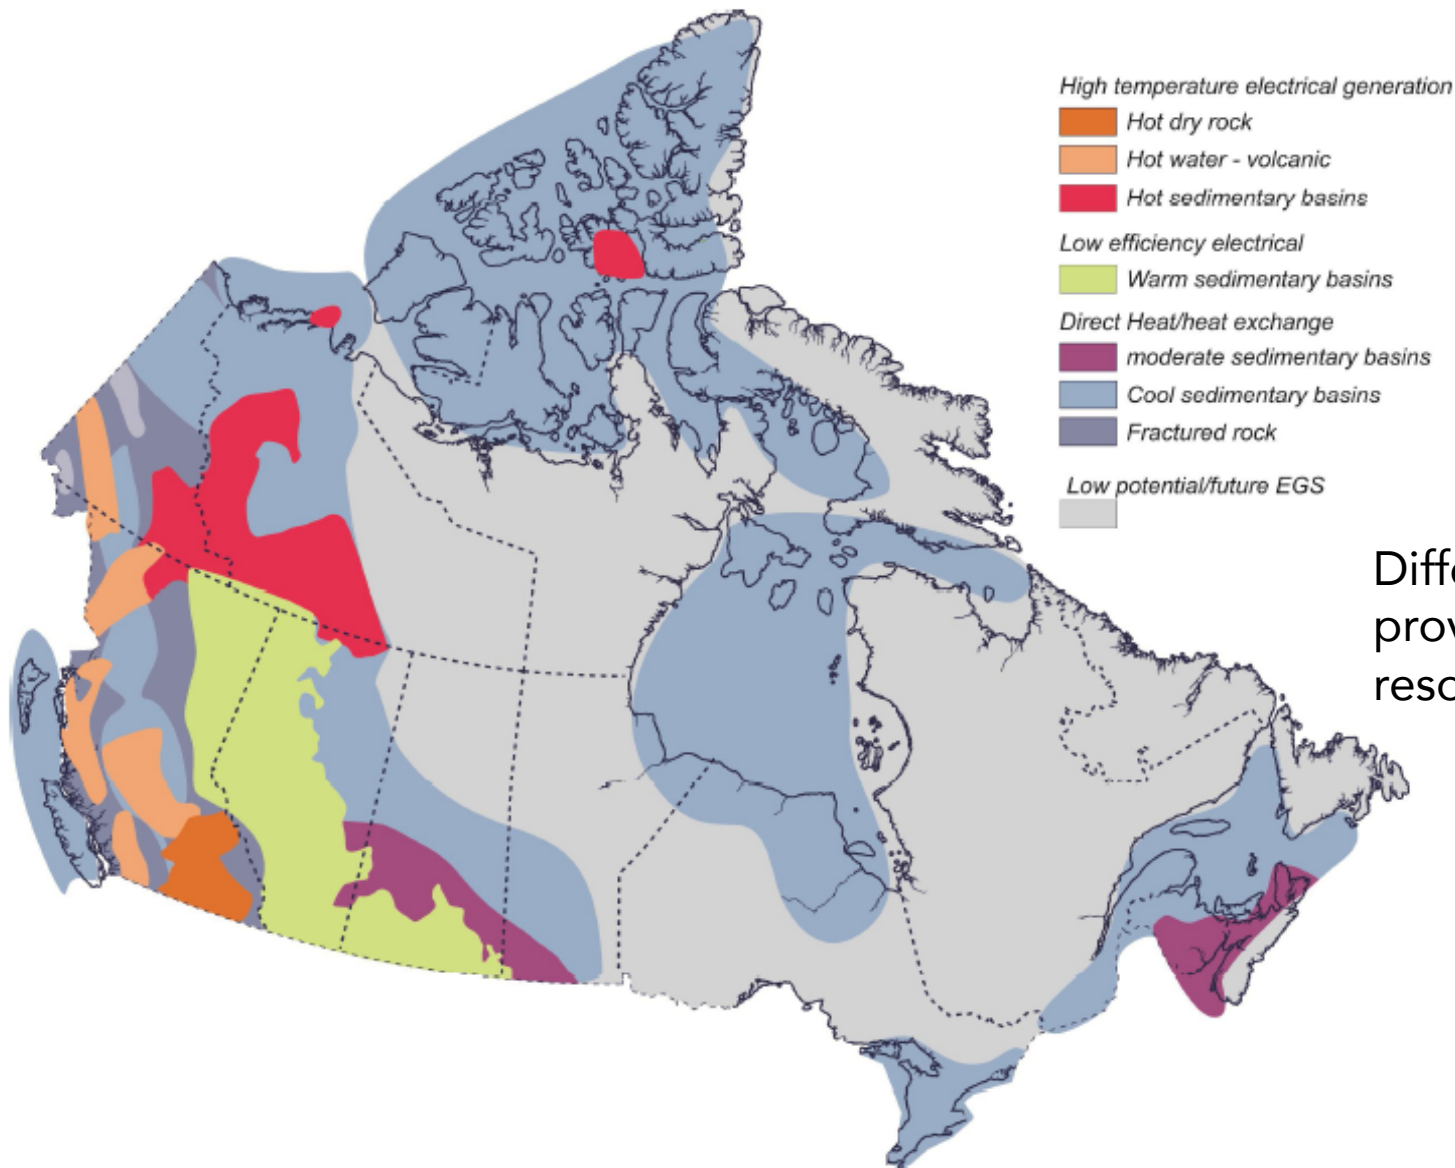 High temperature electrical generation
Hot dry rock
Hot water - volcanic
Hot sedimentary basins
Low efficiency electrical
Warm sedimentary basins
Direct Heat/heat exchange
moderate sedimentary basins
Cool sedimentary basins
Fractured rock
Low potential/future EGS